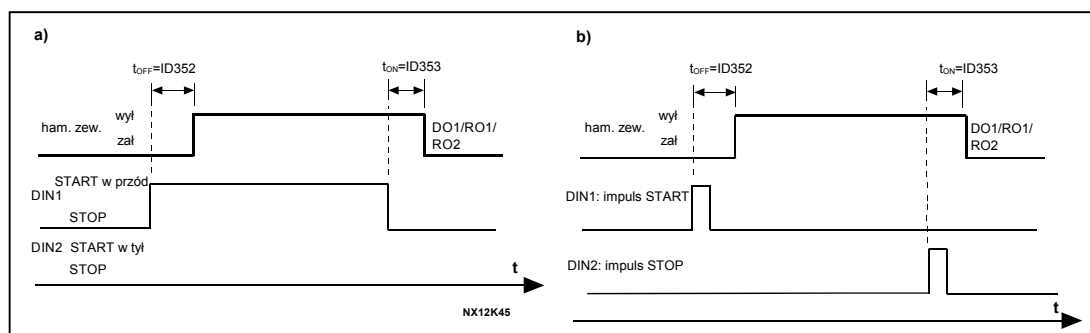 a)
tOFF=ID352
tON=ID353
wył
ham. zew.
zał
DO1/RO1/
RO2
START w przód
DIN1
STOP
DIN2 START w tył
STOP
t
NX12K45
b)
tOFF=ID352
tON=ID353
wył
ham. zew.
zał
DO1/RO1/
RO2
DIN1: impuls START
DIN2: impuls STOP
t